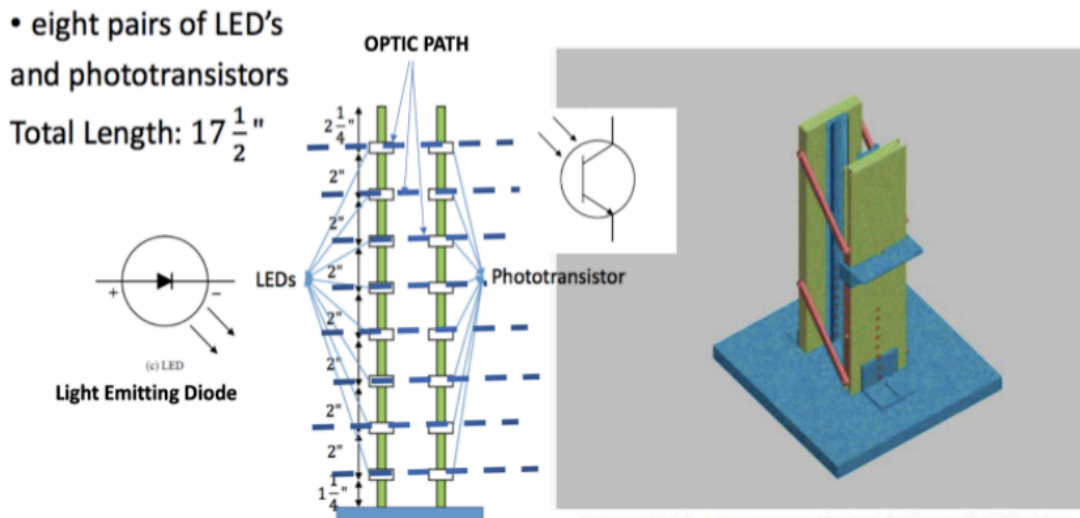 • eight pairs of LED's
and phototransistors
Total Length: 17 1/2"
OPTIC PATH
2 1/4"
2"
2"
2"
2"
2"
2"
2"
1 1/4"
LEDs
Phototransistor
+ −
(c) LED
Light Emitting Diode